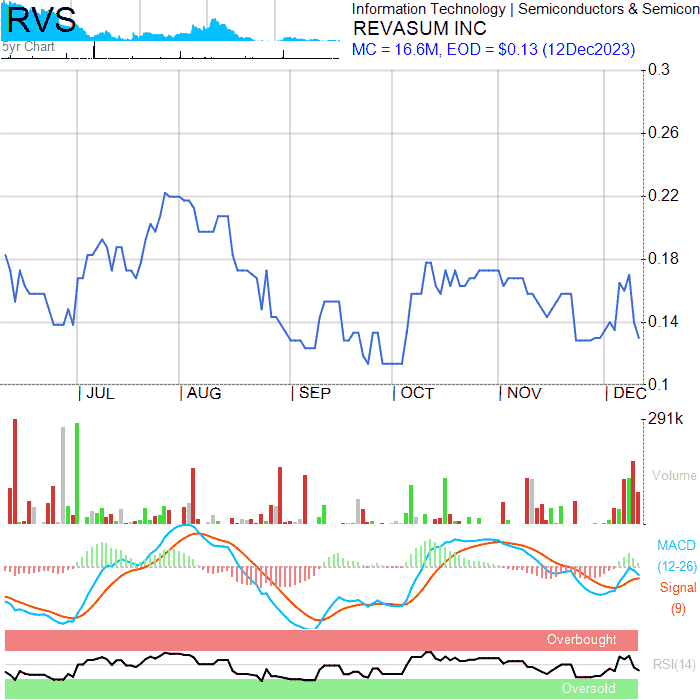 RVS
5yr Chart
Information Technology | Semiconductors & Semicon
REVASUM INC
MC = 16.6M, EOD = $0.13 (12Dec2023)
0.3
0.26
0.22
0.18
0.14
0.1
JUL AUG SEP OCT NOV DEC
291k
Volume
MACD
(12-26)
Signal
(9)
Overbought
RSI(14)
Oversold